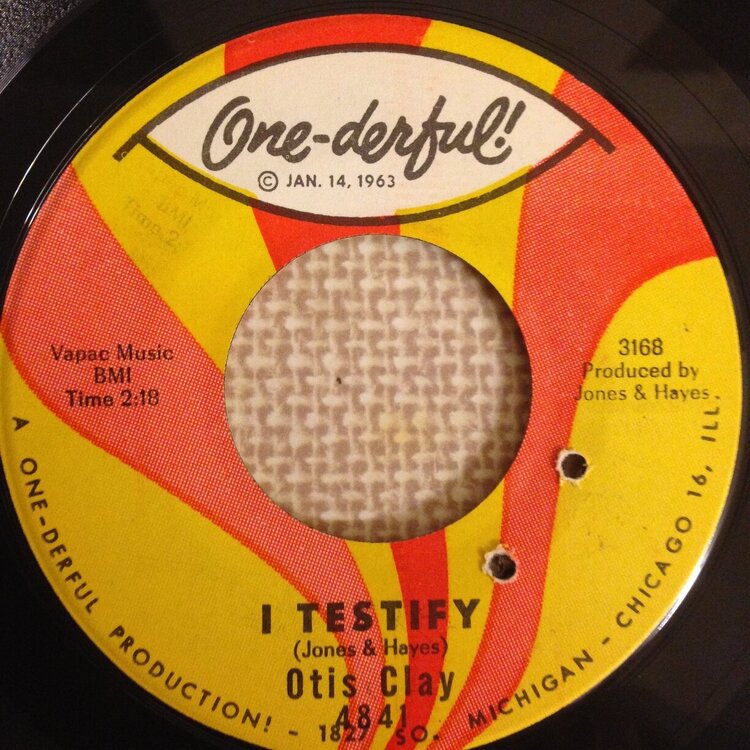 One-derful!
© JAN. 14, 1963
Vapac Music
BMI
Time 2:18
3168
Produced by
Jones & Hayes
I TESTIFY
(Jones & Hayes)
Otis Clay
4841
A ONE-DERFUL PRODUCTION! - 1827 SO. MICHIGAN - CHICAGO 16, ILL.